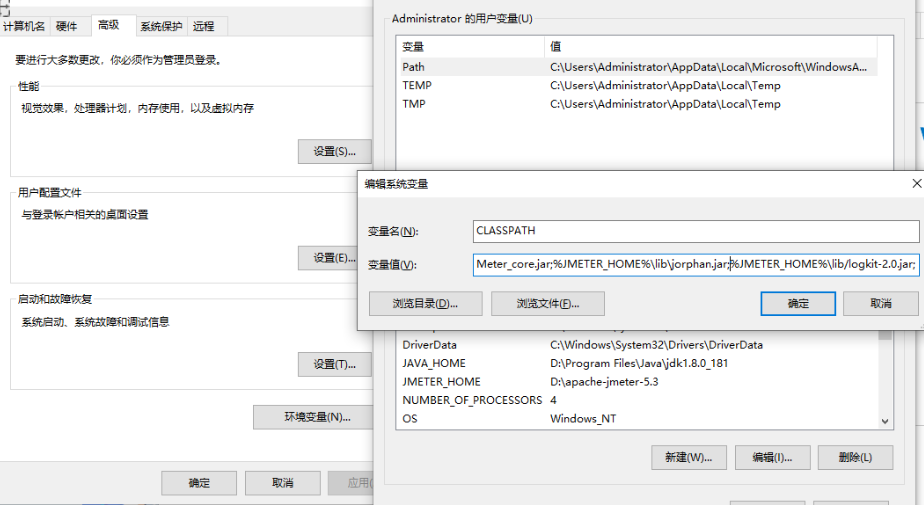 计算机名 硬件 高级 系统保护 远程
要进行大多数更改，你必须作为管理员登录。
性能
视觉效果，处理器计划，内存使用，以及虚拟内存
设置(S)...
用户配置文件
与登录帐户相关的桌面设置
设置(E)...
启动和故障恢复
系统启动、系统故障和调试信息
设置(T)...
环境变量(N)...
确定 取消 应用(
Administrator 的用户变量(U)
变量 值
Path C:\Users\Administrator\AppData\Local\Microsoft\WindowsA...
TEMP C:\Users\Administrator\AppData\Local\Temp
TMP C:\Users\Administrator\AppData\Local\Temp
编辑系统变量
变量名(N): CLASSPATH
变量值(V): Meter_core.jar;%JMETER_HOME%\lib\jorphan.jar;%JMETER_HOME%\lib/logkit-2.0.jar;
浏览目录(D)... 浏览文件(F)... 确定 取消
DriverData C:\Windows\System32\Drivers\DriverData
JAVA_HOME D:\Program Files\Java\jdk1.8.0_181
JMETER_HOME D:\apache-jmeter-5.3
NUMBER_OF_PROCESSORS 4
OS Windows_NT
新建(W)... 编辑(I)... 删除(L)